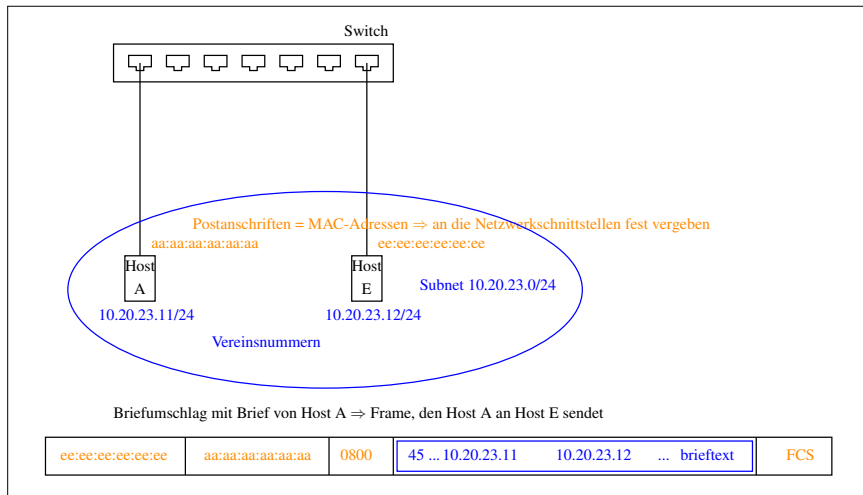 Switch
Postanschriften = MAC-Adressen ⇒ an die Netzwerkschnittstellen fest vergeben
aa:aa:aa:aa:aa:aa ee:ee:ee:ee:ee:ee
Host Host
A E
Subnet 10.20.23.0/24
10.20.23.11/24 10.20.23.12/24
Vereinsnummern
Briefumschlag mit Brief von Host A ⇒ Frame, den Host A an Host E sendet
ee:ee:ee:ee:ee:ee aa:aa:aa:aa:aa:aa 0800 45 ... 10.20.23.11 10.20.23.12 ... brieftext FCS